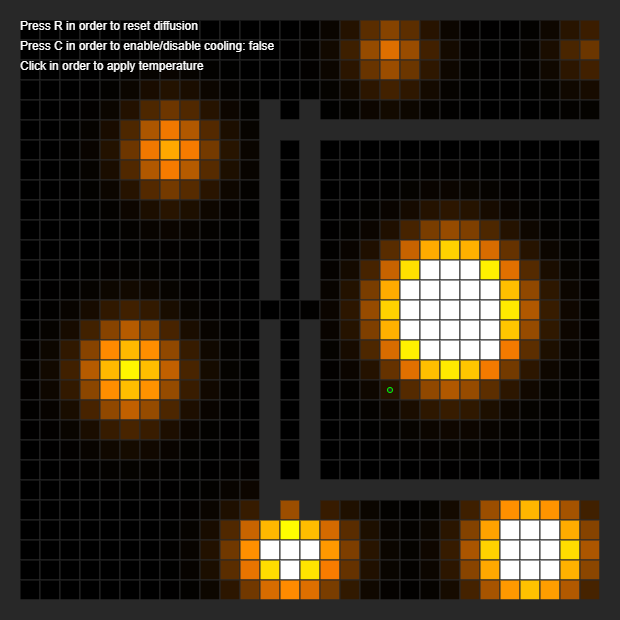 Press R in order to reset diffusion
Press C in order to enable/disable cooling: false
Click in order to apply temperature